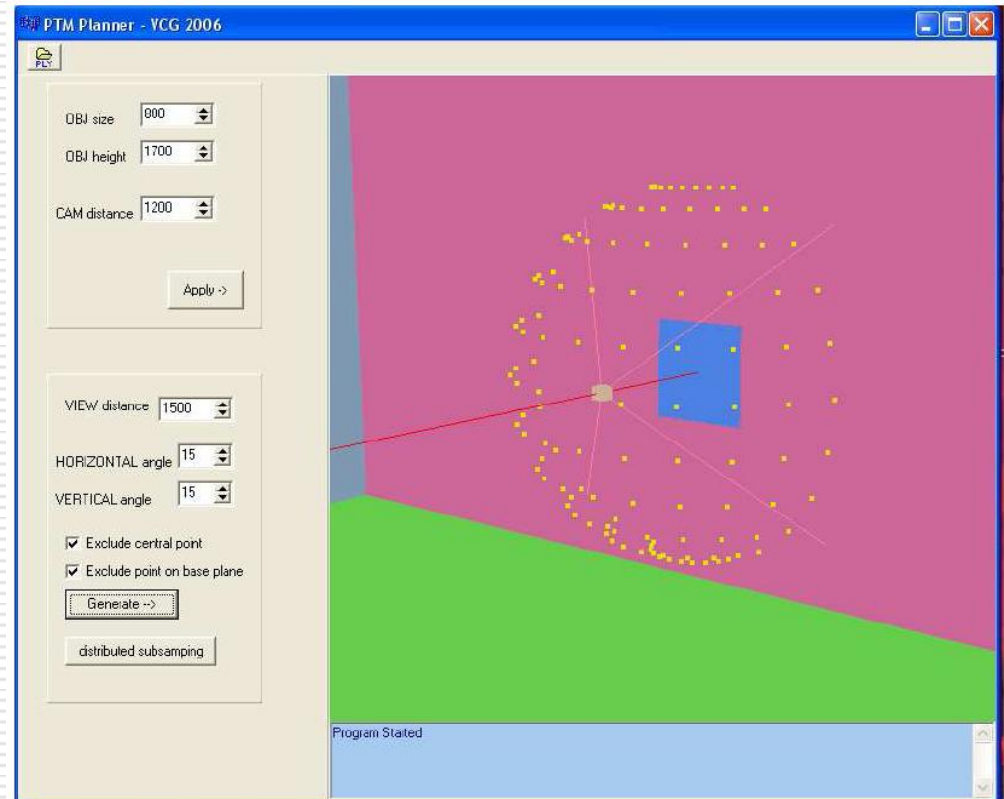 PTM Planner - VCG 2006
PLY
OBJ size 800
OBJ height 1700
CAM distance 1200
Apply ->
VIEW distance 1500
HORIZONTAL angle 15
VERTICAL angle 15
Exclude central point
Exclude point on base plane
Generate -->
distributed subsamping
Program Started